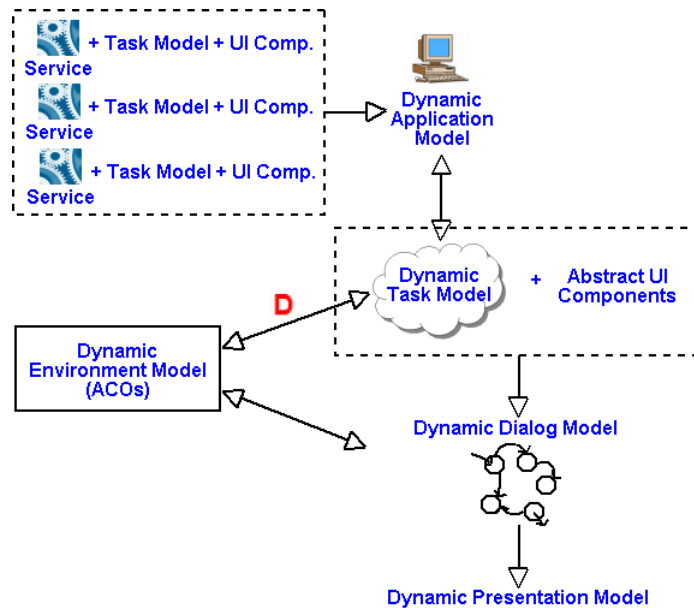 + Task Model + UI Comp.
Service
+ Task Model + UI Comp.
Service
+ Task Model + UI Comp.
Service
Dynamic
Application
Model
Dynamic
Task Model
+ Abstract UI
Components
D
Dynamic
Environment Model
(ACOs)
Dynamic Dialog Model
Dynamic Presentation Model